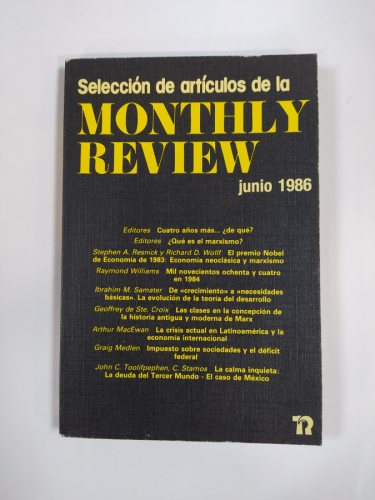 Selección de artículos de la
MONTHLY
REVIEW
junio 1986
Editores Cuatro años más... ¿de qué?
Editores ¿Qué es el marxismo?
Stephen A. Resnick y Richard D. Wolff El premio Nobel
de Economía de 1983: Economía neoclásica y marxismo
Raymond Williams Mil novecientos ochenta y cuatro
en 1984
Ibrahim M. Samater De «crecimiento» a «necesidades
básicas». La evolución de la teoría del desarrollo
Geoffrey de Ste. Croix Las clases en la concepción de
la historia antigua y moderna de Marx
Arthur MacEwan La crisis actual en Latinoamérica y la
economía internacional
Graig Medlen Impuesto sobre sociedades y el déficit
federal
John C. Toolifpephen, C. Stamos La calma inquieta:
La deuda del Tercer Mundo - El caso de México